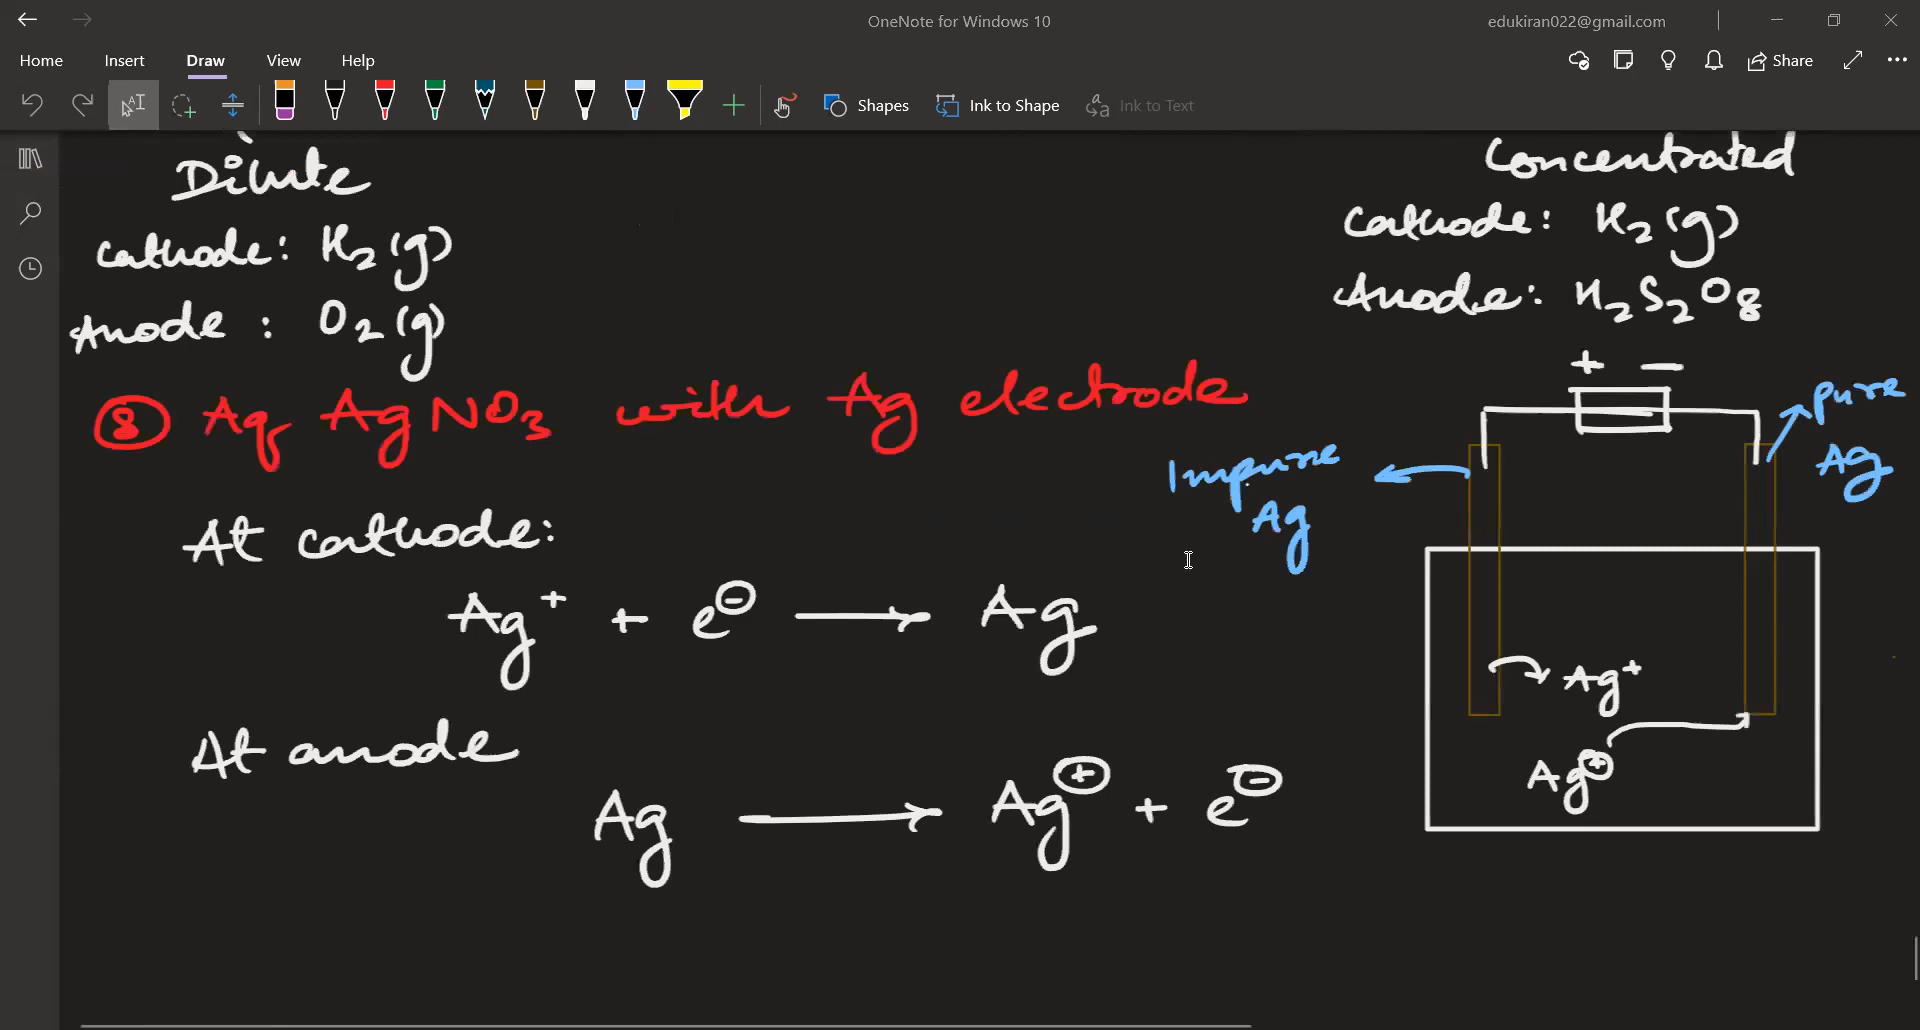 OneNote for Windows 10
edukiran022@gmail.com
Home Insert Draw View Help
Share
Shapes Ink to Shape Ink to Text
Dilute
Cathode: H₂(g)
Anode : O₂(g)
Concentrated
Cathode: H₂(g)
Anode: H₂S₂O₈
⑧ Aq AgNO₃ with Ag electrode
+ −
Pure
Ag
Impure
Ag
At cathode:
Ag⁺ + e⊖ ⟶ Ag
At anode
Ag ⟶ Ag⊕ + e⊖
Ag⁺
Ag⊕